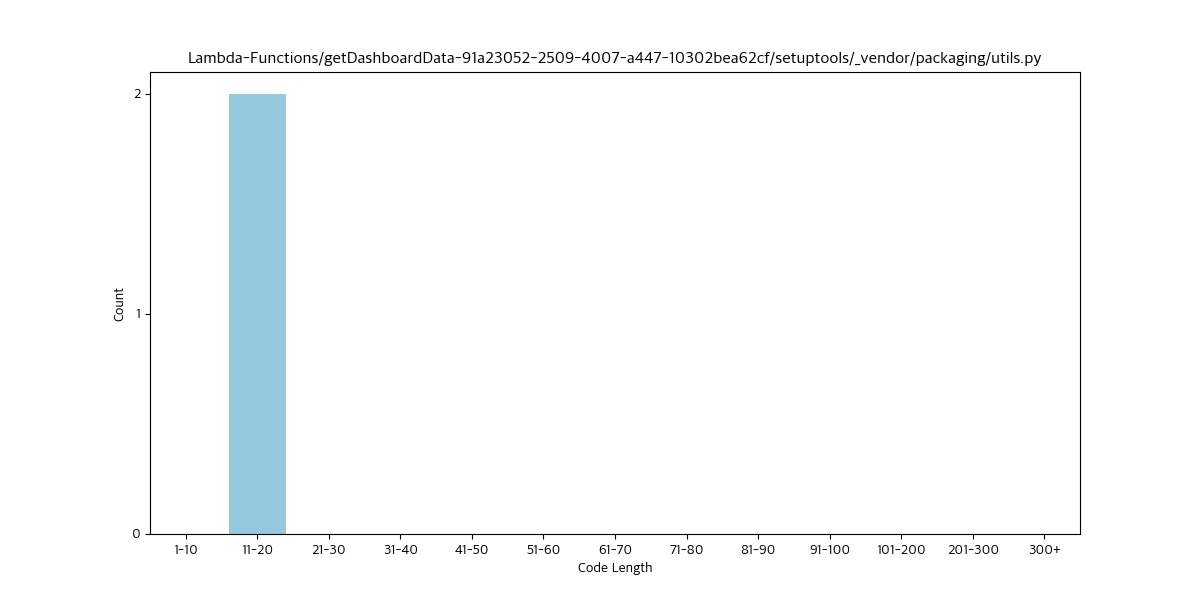 Lambda-Functions/getDashboardData-91a23052-2509-4007-a447-10302bea62cf/setuptools/_vendor/packaging/utils.py
2
1
0
Count
1-10 11-20 21-30 31-40 41-50 51-60 61-70 71-80 81-90 91-100 101-200 201-300 300+
Code Length